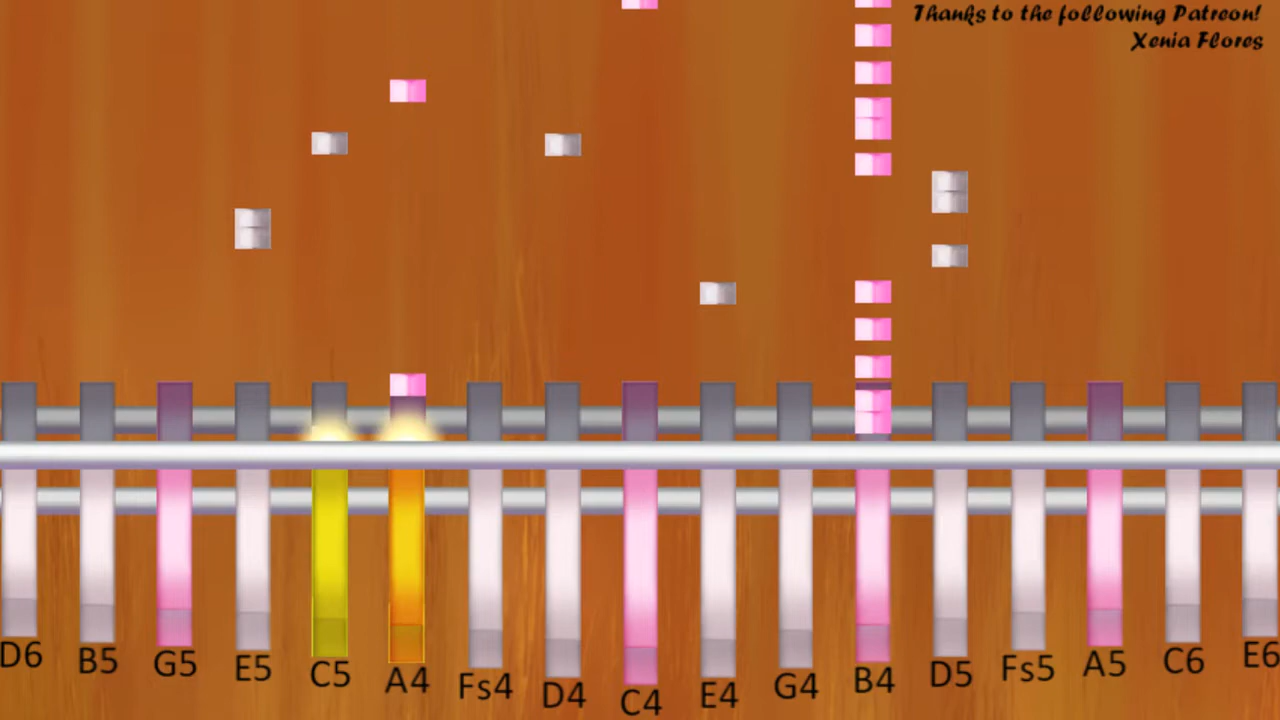 Thanks to the following Patreon!
Xenia Flores
D6 B5 G5 E5 C5 A4 Fs4 D4 C4 E4 G4 B4 D5 Fs5 A5 C6 E6